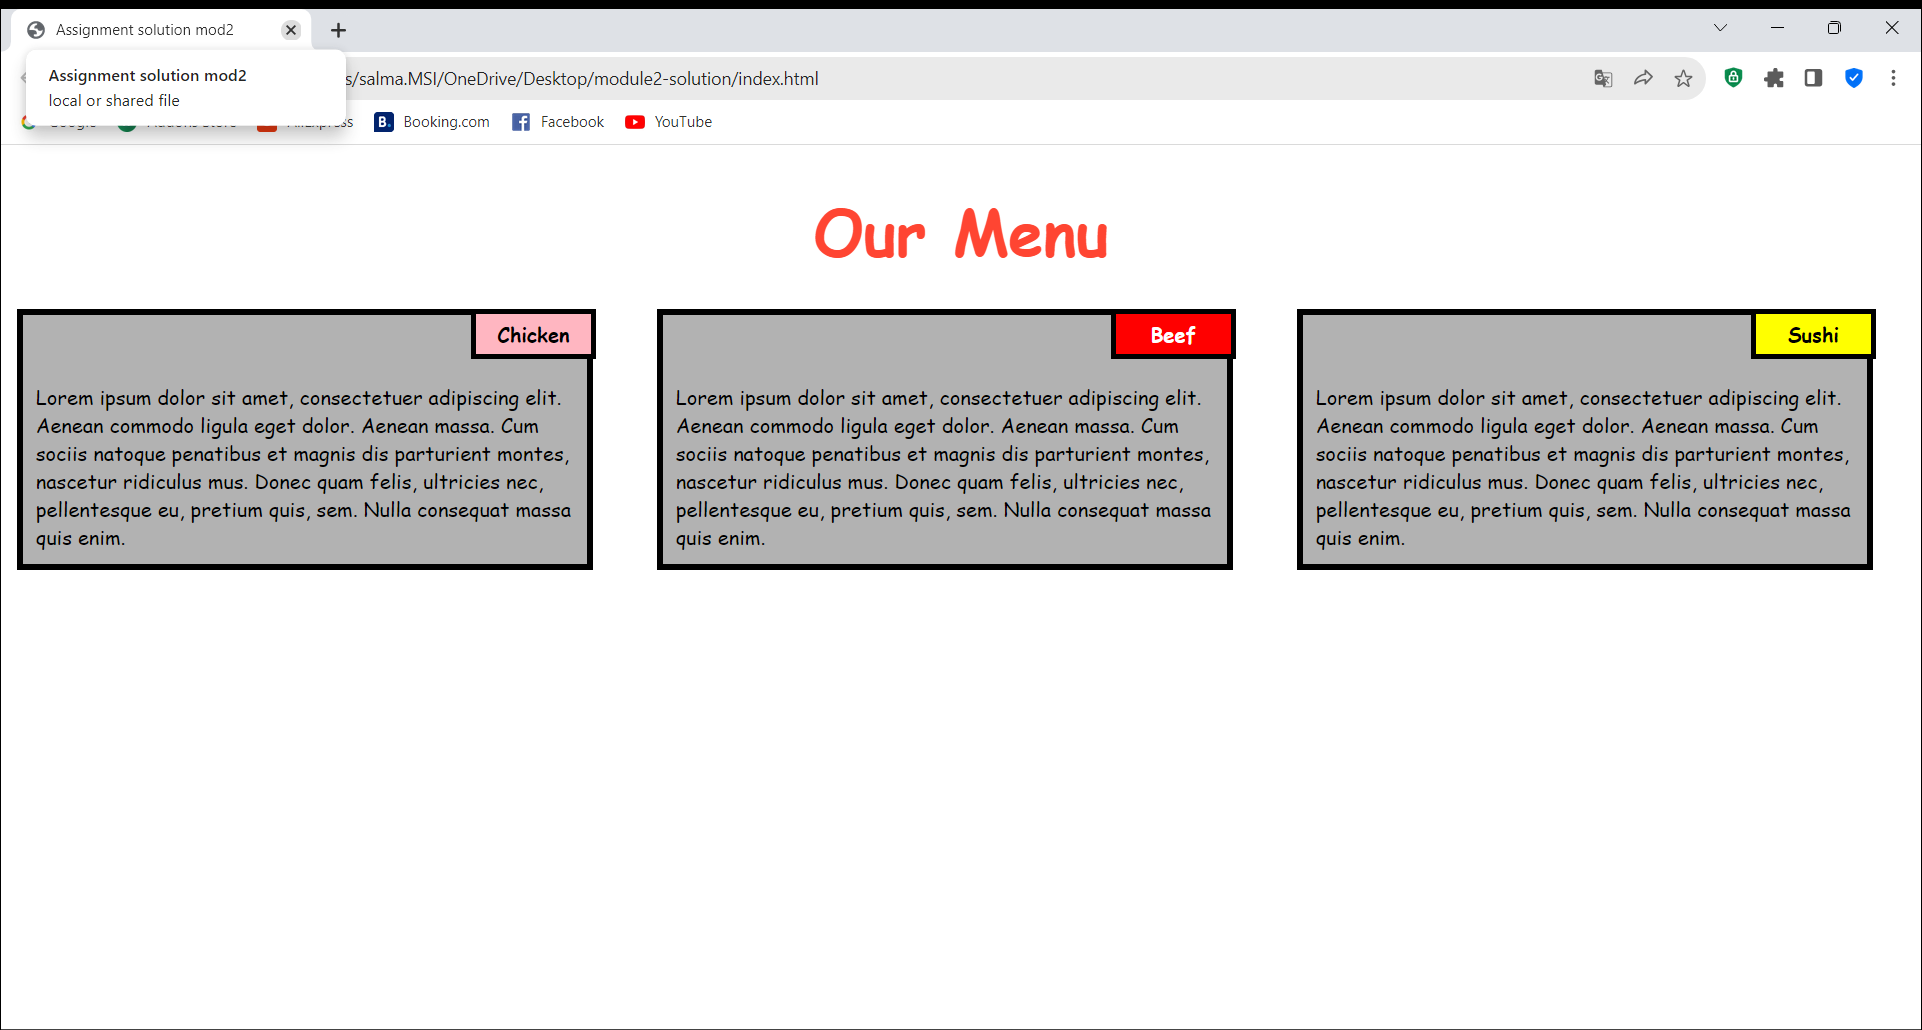 Assignment solution mod2
Assignment solution mod2
local or shared file
s/salma.MSI/OneDrive/Desktop/module2-solution/index.html
Booking.com
Facebook
YouTube
Our Menu
Chicken
Lorem ipsum dolor sit amet, consectetuer adipiscing elit.
Aenean commodo ligula eget dolor. Aenean massa. Cum
sociis natoque penatibus et magnis dis parturient montes,
nascetur ridiculus mus. Donec quam felis, ultricies nec,
pellentesque eu, pretium quis, sem. Nulla consequat massa
quis enim.
Beef
Lorem ipsum dolor sit amet, consectetuer adipiscing elit.
Aenean commodo ligula eget dolor. Aenean massa. Cum
sociis natoque penatibus et magnis dis parturient montes,
nascetur ridiculus mus. Donec quam felis, ultricies nec,
pellentesque eu, pretium quis, sem. Nulla consequat massa
quis enim.
Sushi
Lorem ipsum dolor sit amet, consectetuer adipiscing elit.
Aenean commodo ligula eget dolor. Aenean massa. Cum
sociis natoque penatibus et magnis dis parturient montes,
nascetur ridiculus mus. Donec quam felis, ultricies nec,
pellentesque eu, pretium quis, sem. Nulla consequat massa
quis enim.